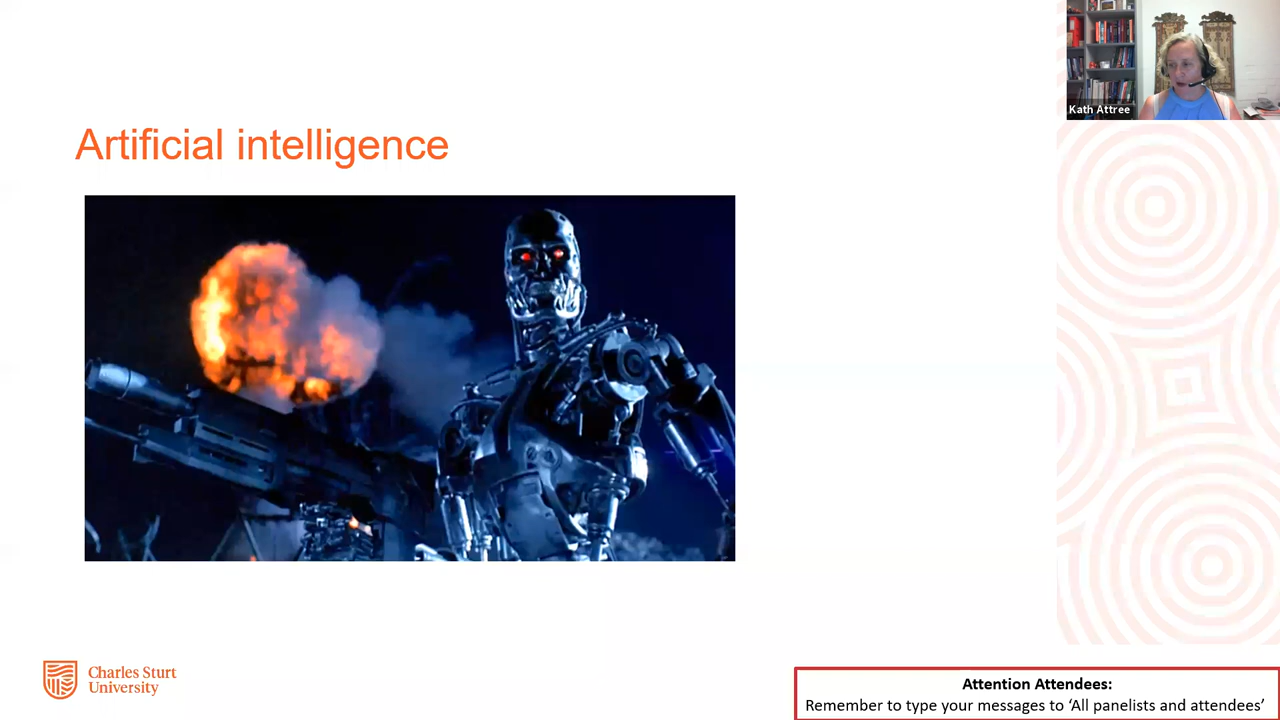 Kath Attree
Artificial intelligence
Charles Sturt
University
Attention Attendees:
Remember to type your messages to ‘All panelists and attendees’